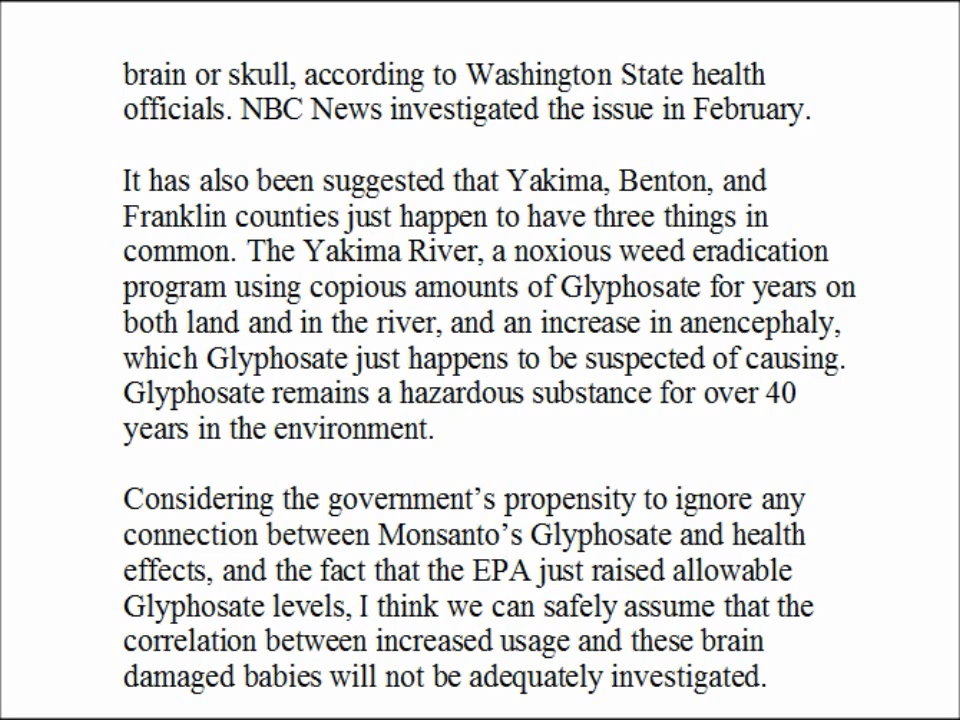 brain or skull, according to Washington State health
officials. NBC News investigated the issue in February.
It has also been suggested that Yakima, Benton, and
Franklin counties just happen to have three things in
common. The Yakima River, a noxious weed eradication
program using copious amounts of Glyphosate for years on
both land and in the river, and an increase in anencephaly,
which Glyphosate just happens to be suspected of causing.
Glyphosate remains a hazardous substance for over 40
years in the environment.
Considering the government’s propensity to ignore any
connection between Monsanto’s Glyphosate and health
effects, and the fact that the EPA just raised allowable
Glyphosate levels, I think we can safely assume that the
correlation between increased usage and these brain
damaged babies will not be adequately investigated.